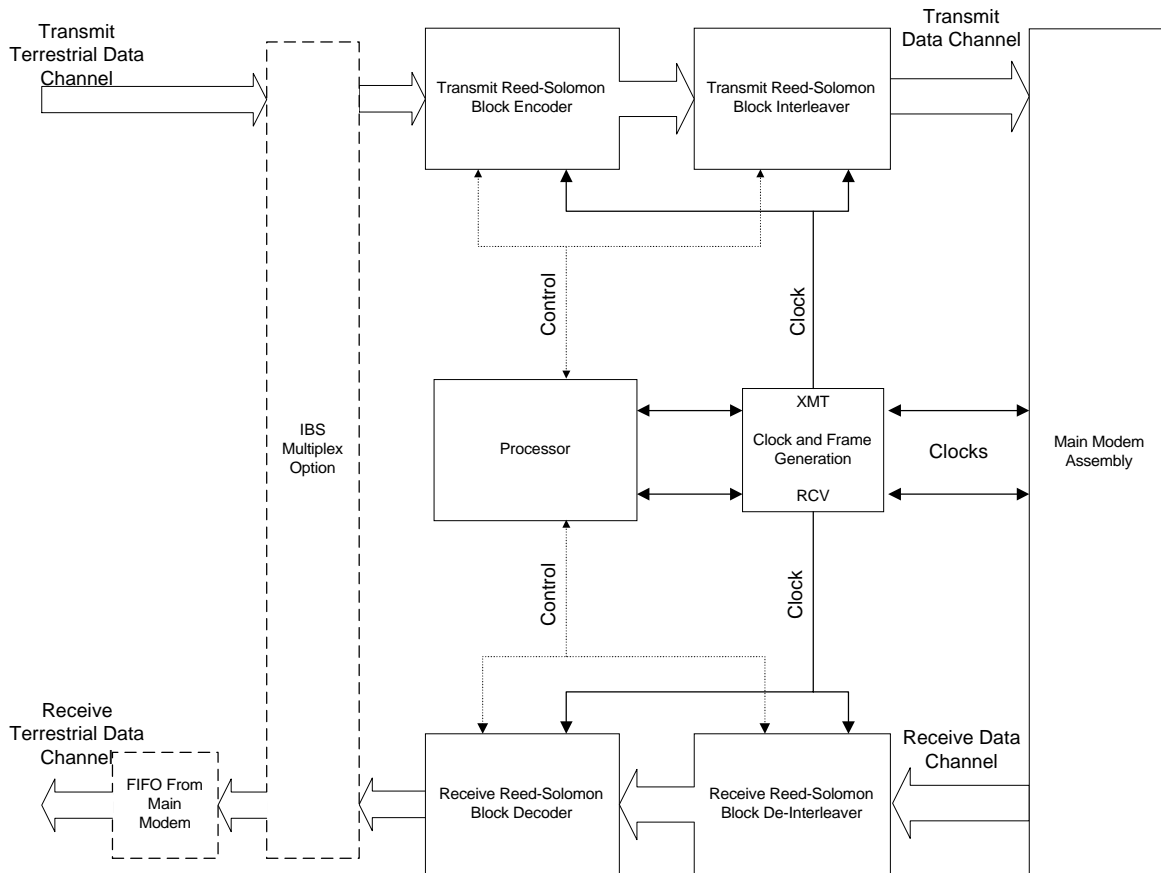 Transmit
Terrestrial Data
Channel
Transmit
Data Channel
Transmit Reed-Solomon
Block Encoder
Transmit Reed-Solomon
Block Interleaver
Control
Clock
IBS
Multiplex
Option
Processor
XMT
Clock and Frame
Generation
RCV
Clocks
Main Modem
Assembly
Control
Clock
Receive
Terrestrial Data
Channel
FIFO From
Main
Modem
Receive Reed-Solomon
Block Decoder
Receive Reed-Solomon
Block De-Interleaver
Receive Data
Channel